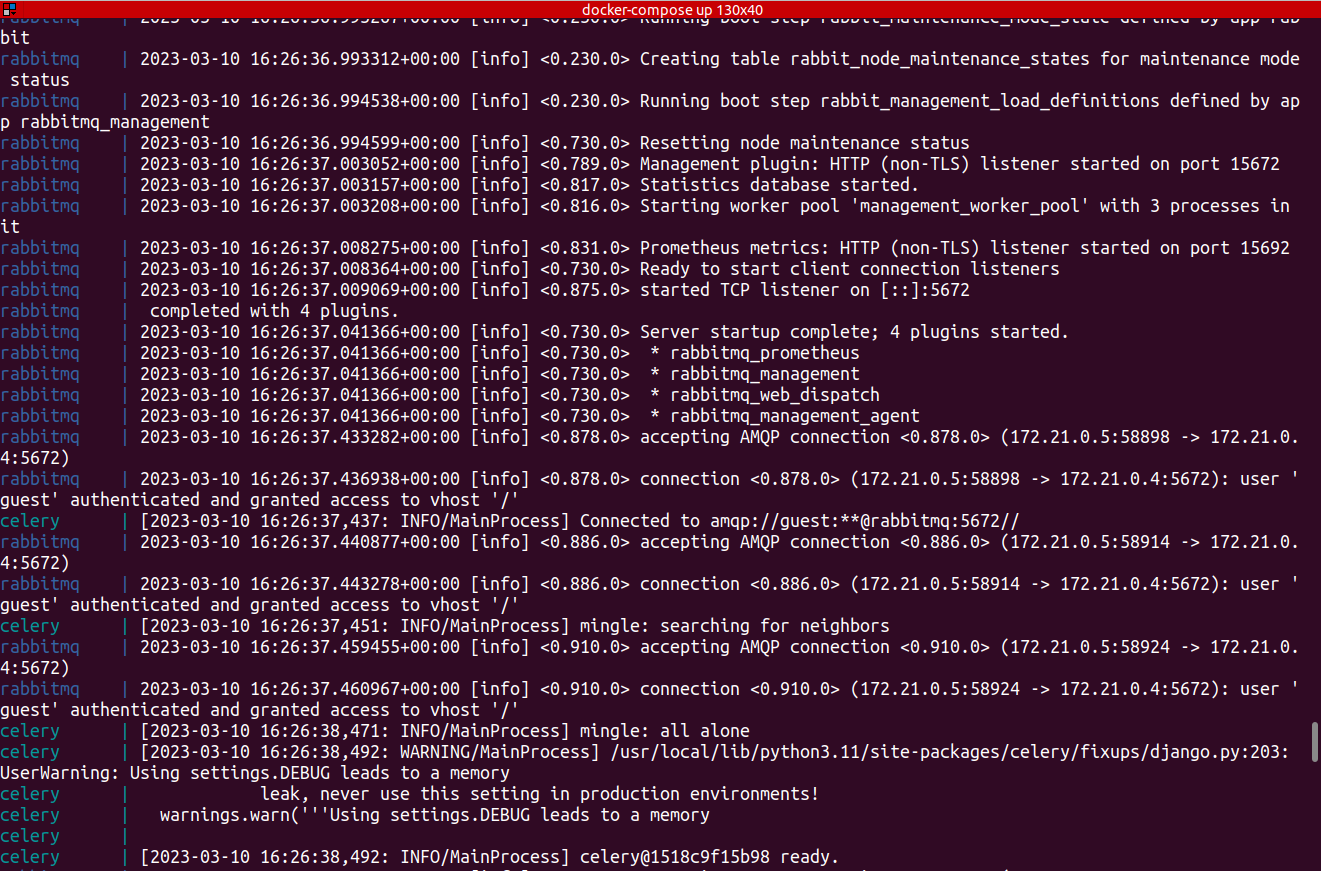 docker-compose up 130x40
rabbitmq    | 2023-03-10 16:26:36.993267+00:00 [info] <0.230.0> Running boot step rabbit_maintenance_mode_state defined by app rab
bit
rabbitmq    | 2023-03-10 16:26:36.993312+00:00 [info] <0.230.0> Creating table rabbit_node_maintenance_states for maintenance mode
 status
rabbitmq    | 2023-03-10 16:26:36.994538+00:00 [info] <0.230.0> Running boot step rabbit_management_load_definitions defined by ap
p rabbitmq_management
rabbitmq    | 2023-03-10 16:26:36.994599+00:00 [info] <0.730.0> Resetting node maintenance status
rabbitmq    | 2023-03-10 16:26:37.003052+00:00 [info] <0.789.0> Management plugin: HTTP (non-TLS) listener started on port 15672
rabbitmq    | 2023-03-10 16:26:37.003157+00:00 [info] <0.817.0> Statistics database started.
rabbitmq    | 2023-03-10 16:26:37.003208+00:00 [info] <0.816.0> Starting worker pool 'management_worker_pool' with 3 processes in
it
rabbitmq    | 2023-03-10 16:26:37.008275+00:00 [info] <0.831.0> Prometheus metrics: HTTP (non-TLS) listener started on port 15692
rabbitmq    | 2023-03-10 16:26:37.008364+00:00 [info] <0.730.0> Ready to start client connection listeners
rabbitmq    | 2023-03-10 16:26:37.009069+00:00 [info] <0.875.0> started TCP listener on [::]:5672
rabbitmq    |  completed with 4 plugins.
rabbitmq    | 2023-03-10 16:26:37.041366+00:00 [info] <0.730.0> Server startup complete; 4 plugins started.
rabbitmq    | 2023-03-10 16:26:37.041366+00:00 [info] <0.730.0>  * rabbitmq_prometheus
rabbitmq    | 2023-03-10 16:26:37.041366+00:00 [info] <0.730.0>  * rabbitmq_management
rabbitmq    | 2023-03-10 16:26:37.041366+00:00 [info] <0.730.0>  * rabbitmq_web_dispatch
rabbitmq    | 2023-03-10 16:26:37.041366+00:00 [info] <0.730.0>  * rabbitmq_management_agent
rabbitmq    | 2023-03-10 16:26:37.433282+00:00 [info] <0.878.0> accepting AMQP connection <0.878.0> (172.21.0.5:58898 -> 172.21.0.
4:5672)
rabbitmq    | 2023-03-10 16:26:37.436938+00:00 [info] <0.878.0> connection <0.878.0> (172.21.0.5:58898 -> 172.21.0.4:5672): user '
guest' authenticated and granted access to vhost '/'
celery      | [2023-03-10 16:26:37,437: INFO/MainProcess] Connected to amqp://guest:**@rabbitmq:5672//
rabbitmq    | 2023-03-10 16:26:37.440877+00:00 [info] <0.886.0> accepting AMQP connection <0.886.0> (172.21.0.5:58914 -> 172.21.0.
4:5672)
rabbitmq    | 2023-03-10 16:26:37.443278+00:00 [info] <0.886.0> connection <0.886.0> (172.21.0.5:58914 -> 172.21.0.4:5672): user '
guest' authenticated and granted access to vhost '/'
celery      | [2023-03-10 16:26:37,451: INFO/MainProcess] mingle: searching for neighbors
rabbitmq    | 2023-03-10 16:26:37.459455+00:00 [info] <0.910.0> accepting AMQP connection <0.910.0> (172.21.0.5:58924 -> 172.21.0.
4:5672)
rabbitmq    | 2023-03-10 16:26:37.460967+00:00 [info] <0.910.0> connection <0.910.0> (172.21.0.5:58924 -> 172.21.0.4:5672): user '
guest' authenticated and granted access to vhost '/'
celery      | [2023-03-10 16:26:38,471: INFO/MainProcess] mingle: all alone
celery      | [2023-03-10 16:26:38,492: WARNING/MainProcess] /usr/local/lib/python3.11/site-packages/celery/fixups/django.py:203:
UserWarning: Using settings.DEBUG leads to a memory
celery      |             leak, never use this setting in production environments!
celery      |   warnings.warn('''Using settings.DEBUG leads to a memory
celery      |
celery      | [2023-03-10 16:26:38,492: INFO/MainProcess] celery@1518c9f15b98 ready.